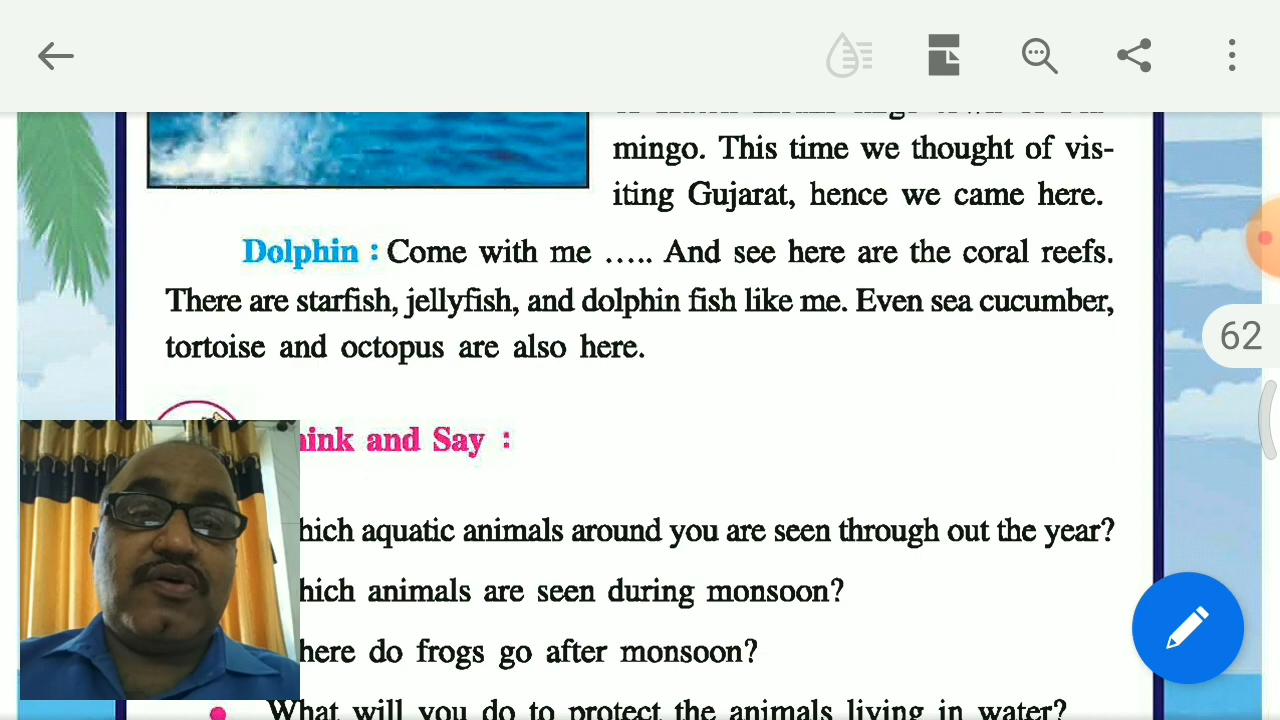 mingo. This time we thought of vis-
iting Gujarat, hence we came here.
Dolphin : Come with me ..... And see here are the coral reefs.
There are starfish, jellyfish, and dolphin fish like me. Even sea cucumber,
tortoise and octopus are also here.
62
hink and Say :
hich aquatic animals around you are seen through out the year?
hich animals are seen during monsoon?
here do frogs go after monsoon?
What will you do to protect the animals living in water?